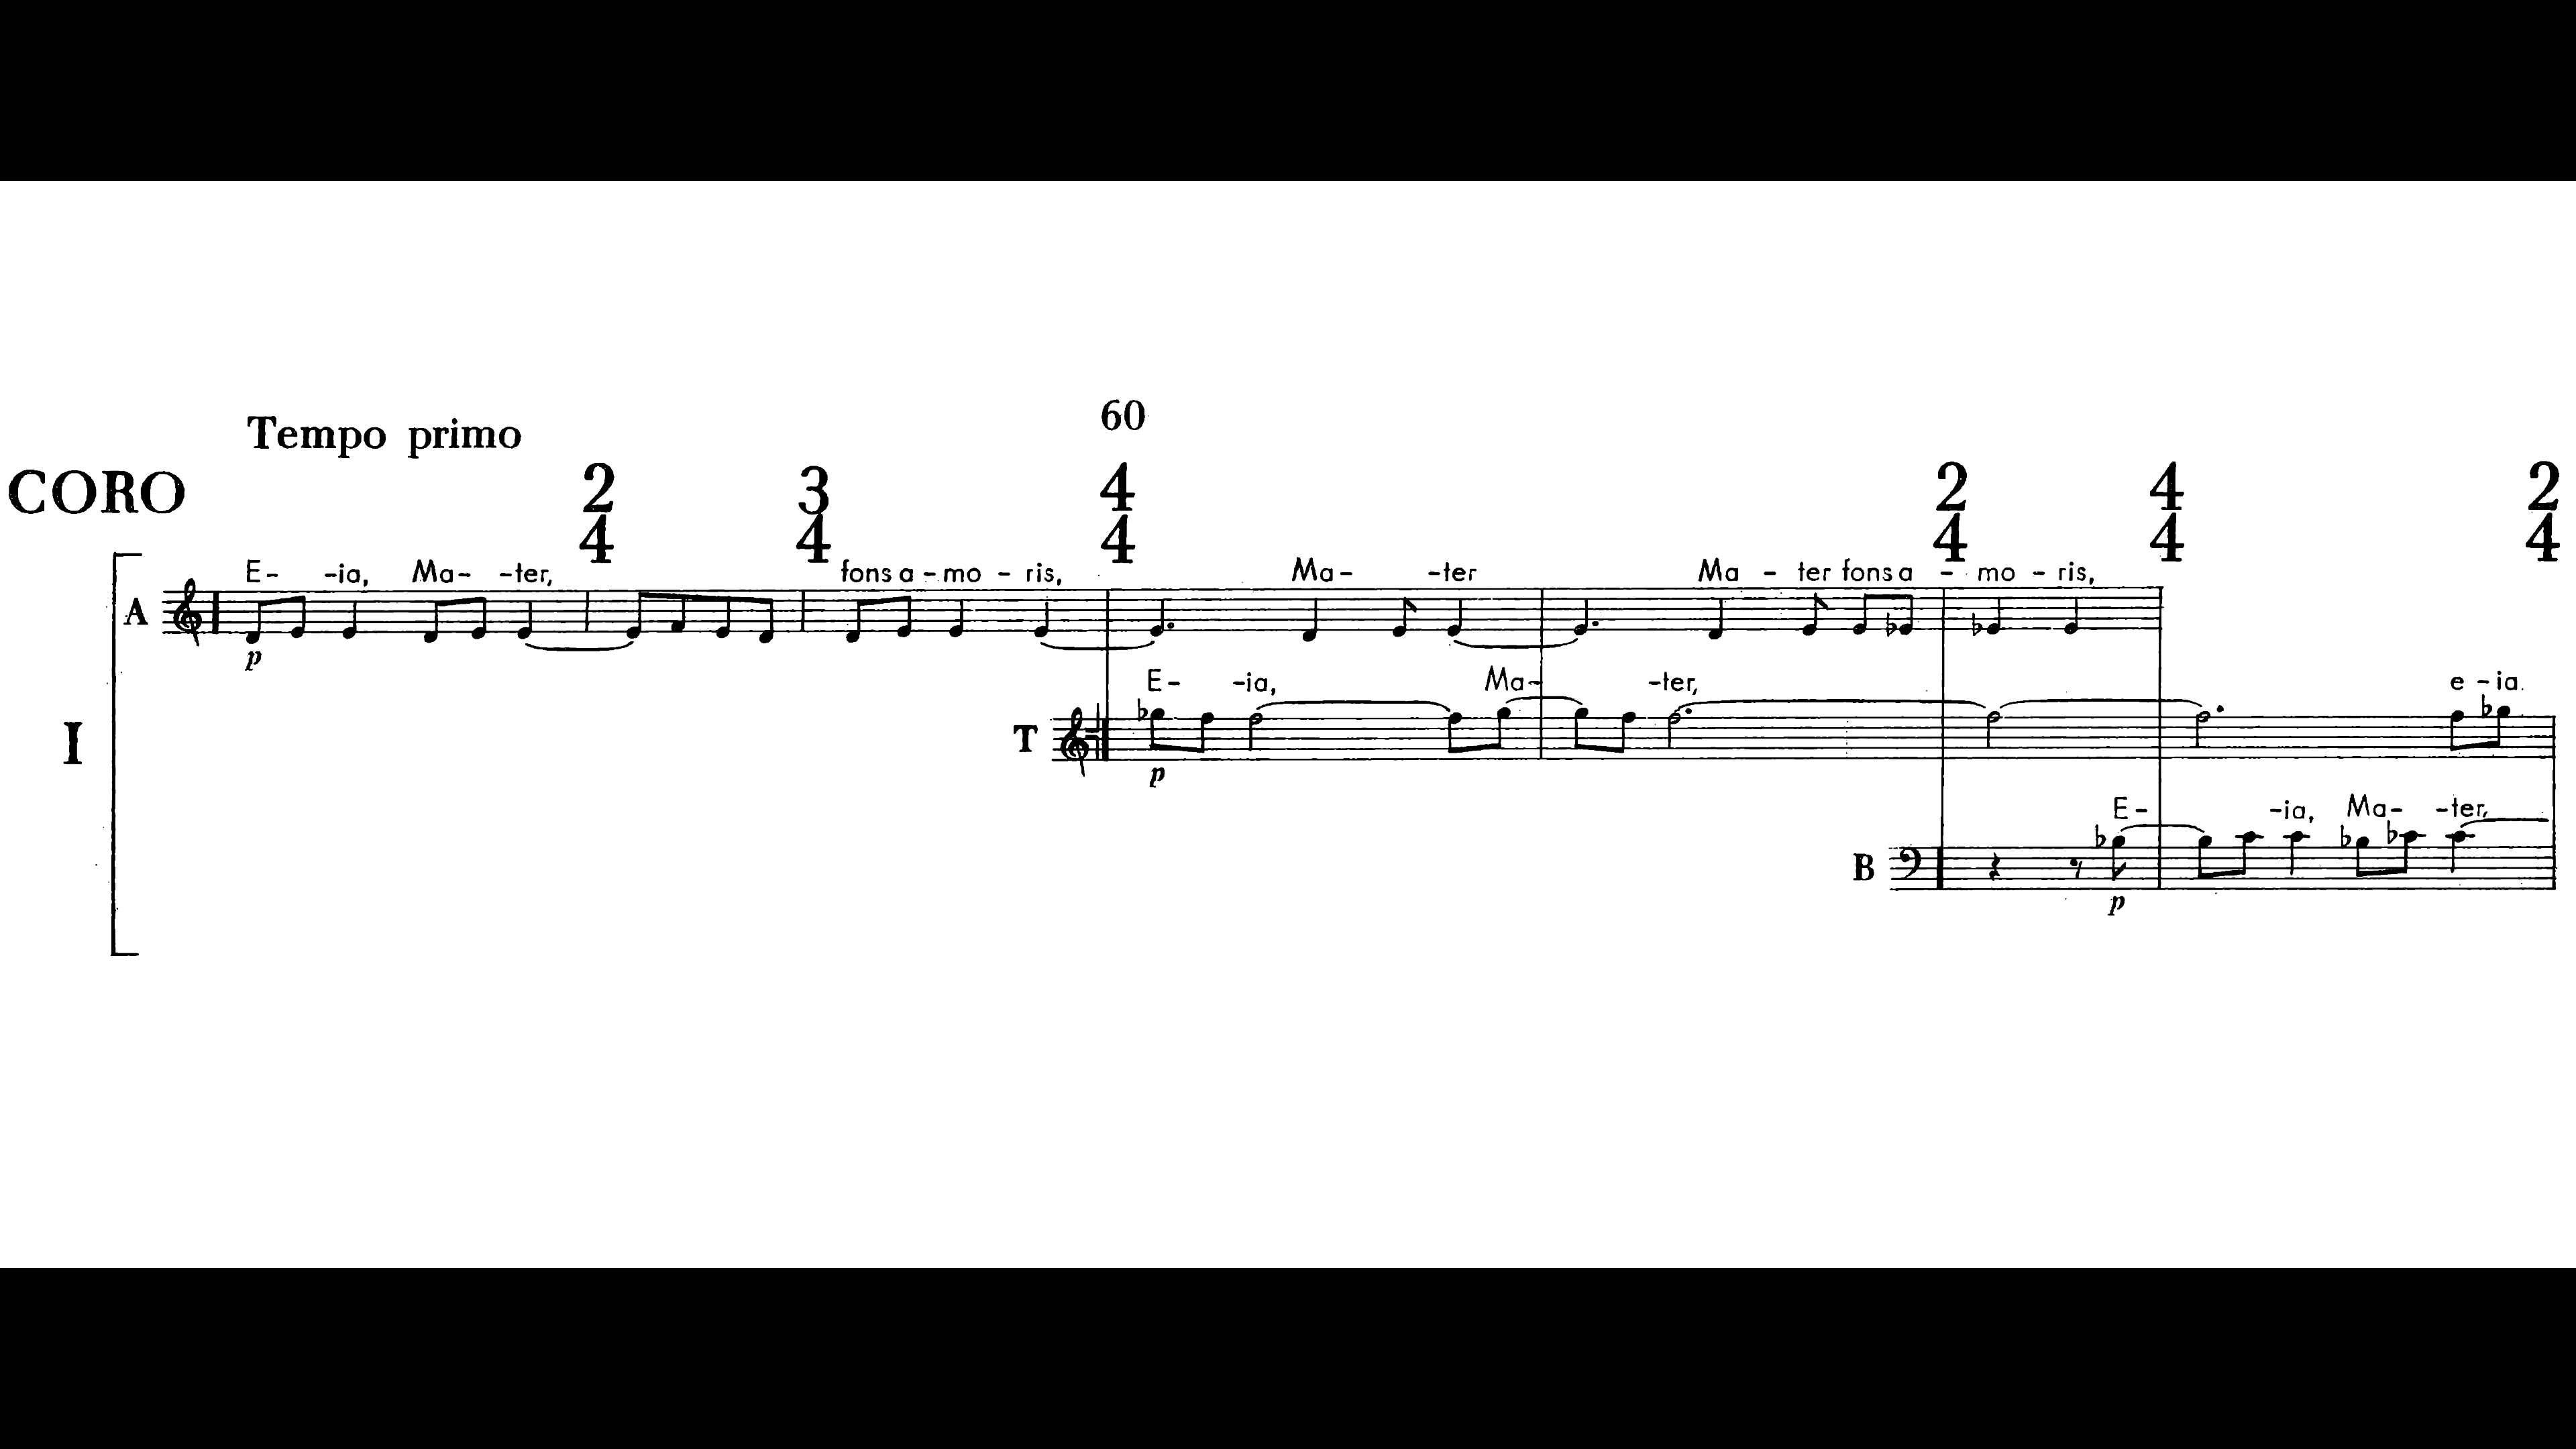 Tempo primo
60
CORO
2 4
3 4
4 4
2 4
4 4
2 4
A
E- -ia, Ma- -ter, fons a - mo - ris, Ma- -ter Ma - ter fons a - mo - ris,
p
I
T
E- -ia, Ma- -ter, e - ia.
p
B
E- -ia, Ma- -ter,
p